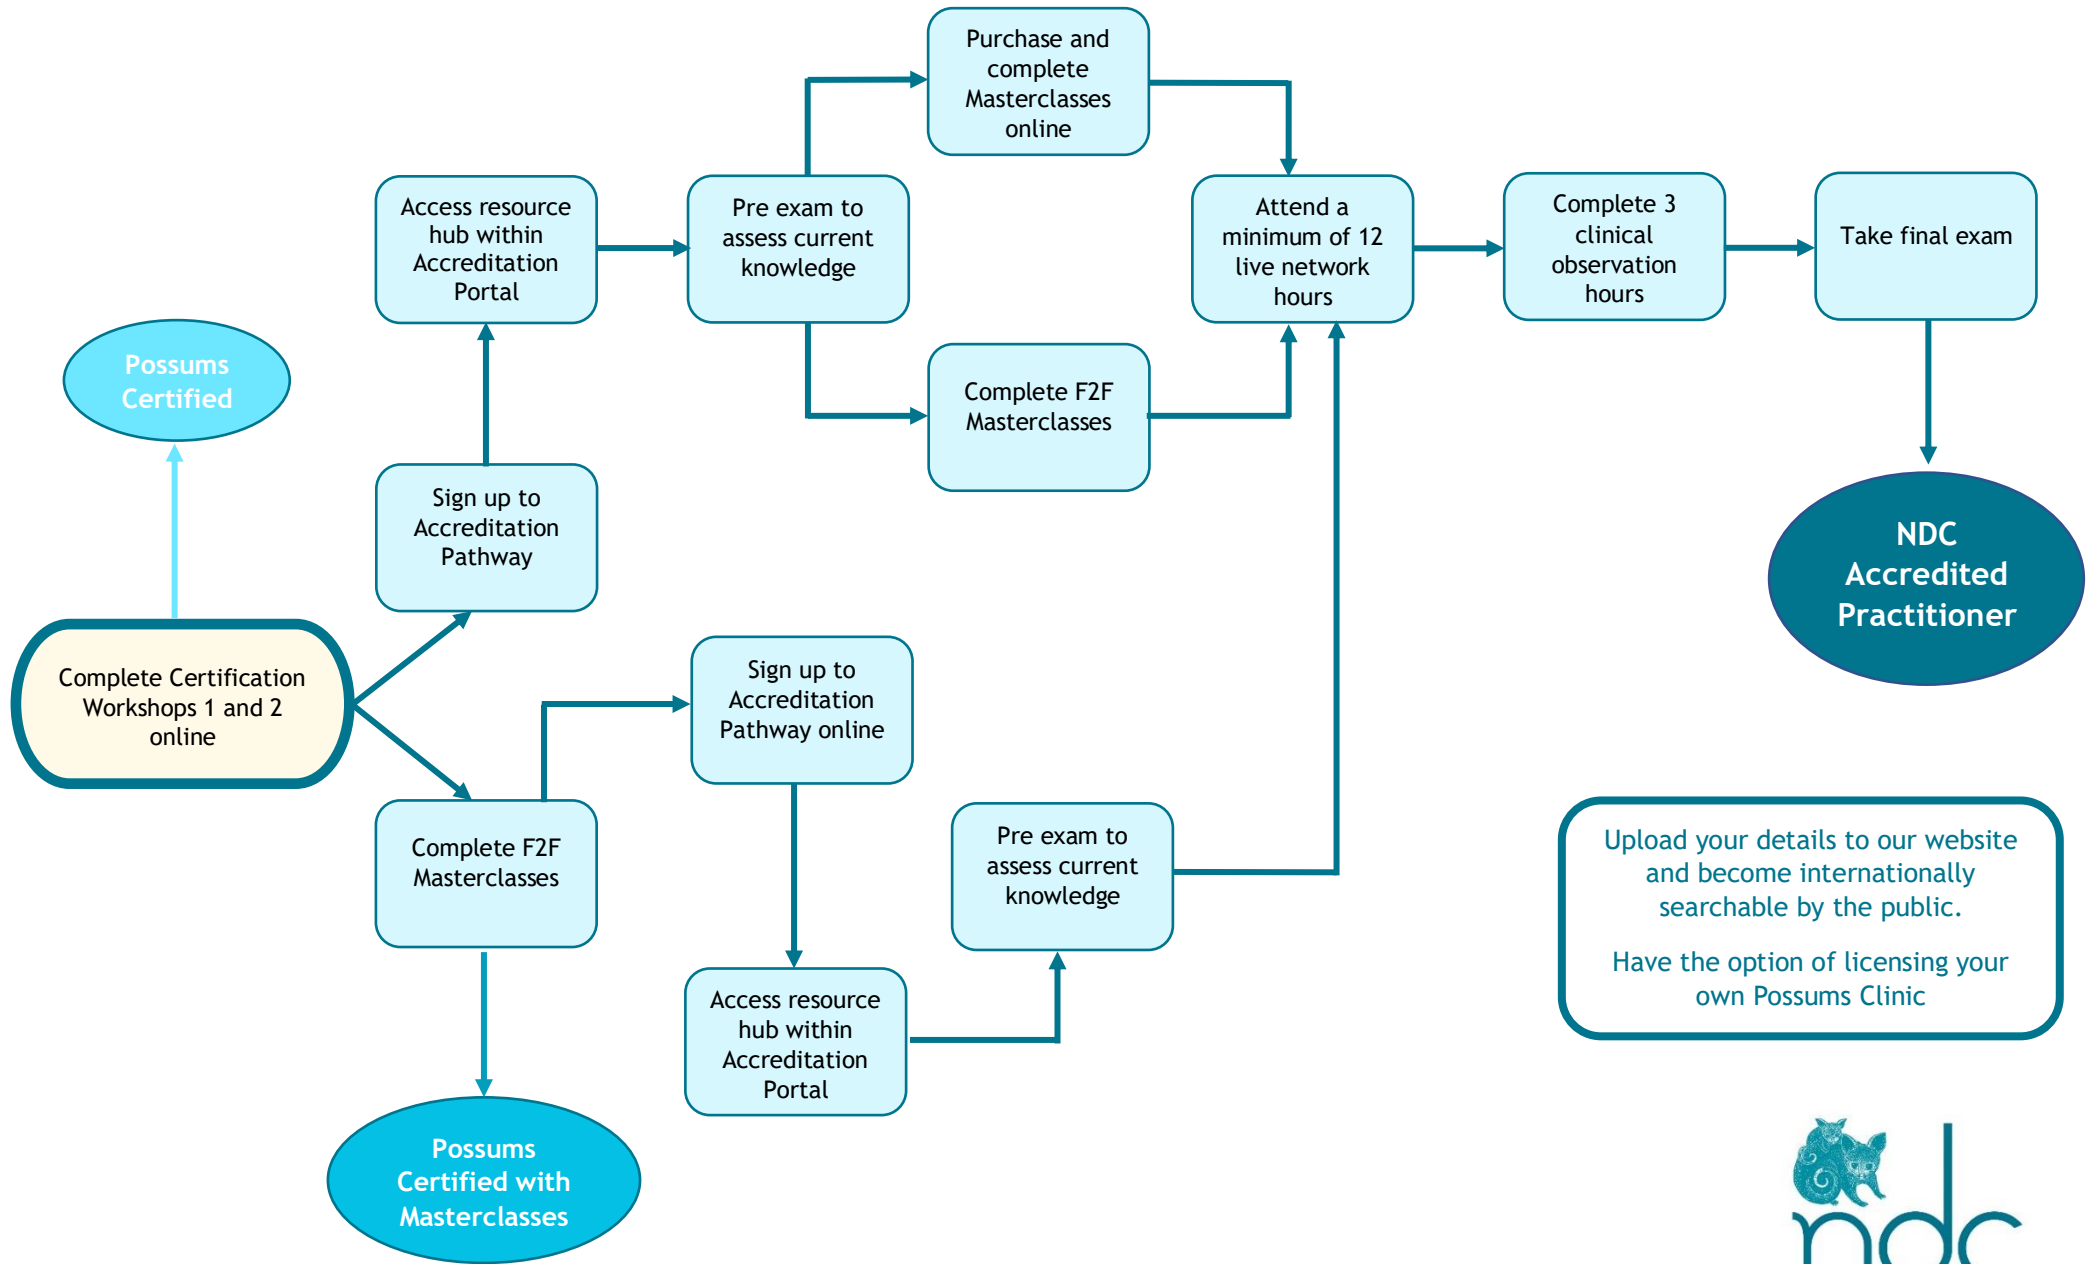 Purchase and
complete
Masterclasses
online
Access resource
hub within
Accreditation
Portal
Pre exam to
assess current
knowledge
Attend a
minimum of 12
live network
hours
Complete 3
clinical
observation
hours
Take final exam
Possums
Certified
Complete F2F
Masterclasses
Sign up to
Accreditation
Pathway
NDC
Accredited
Practitioner
Complete Certification
Workshops 1 and 2
online
Sign up to
Accreditation
Pathway online
Complete F2F
Masterclasses
Pre exam to
assess current
knowledge
Upload your details to our website
and become internationally
searchable by the public.
Have the option of licensing your
own Possums Clinic
Access resource
hub within
Accreditation
Portal
Possums
Certified with
Masterclasses
ndc